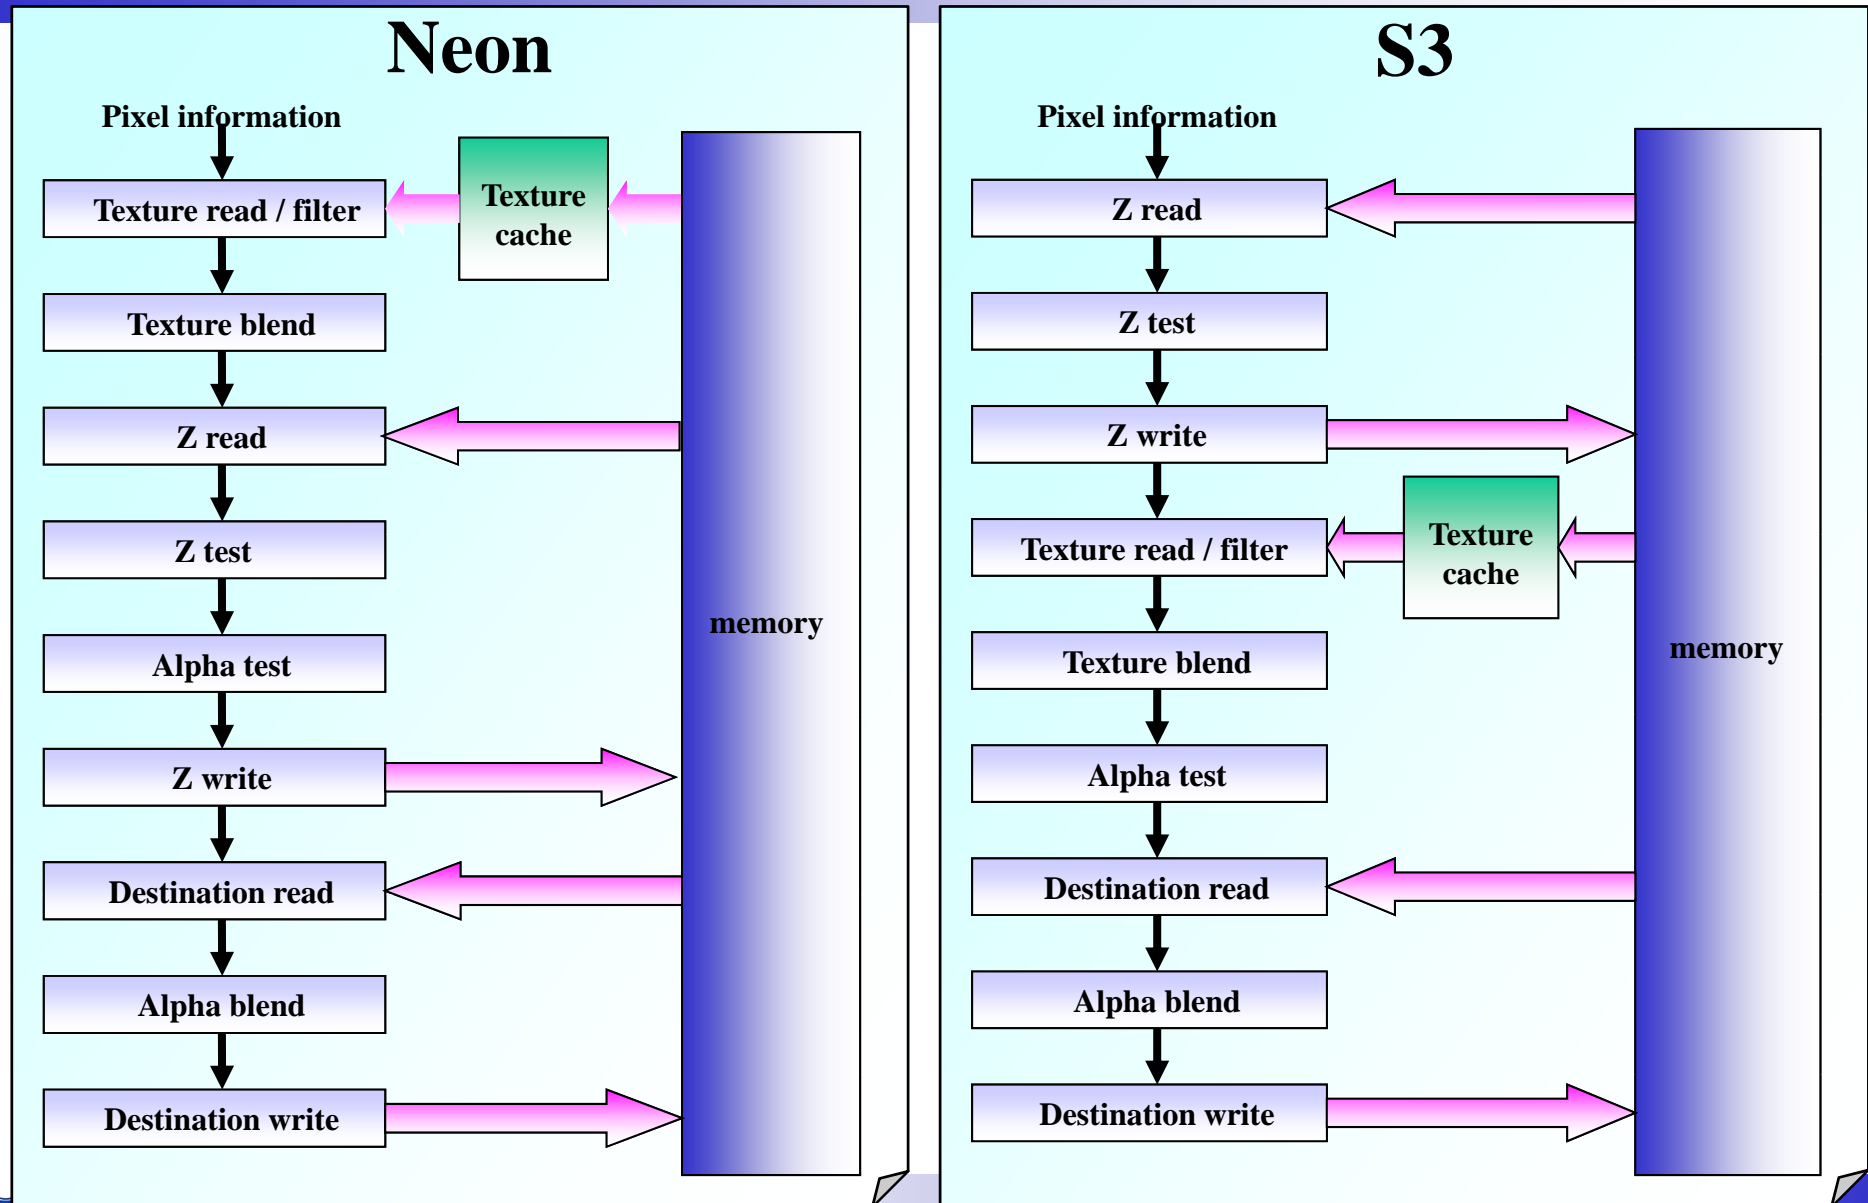 Neon
Pixel information
Texture read / filter
Texture
cache
Texture blend
Z read
Z test
memory
Alpha test
Z write
Destination read
Alpha blend
Destination write
S3
Pixel information
Z read
Z test
Z write
Texture read / filter
Texture
cache
Texture blend
memory
Alpha test
Destination read
Alpha blend
Destination write